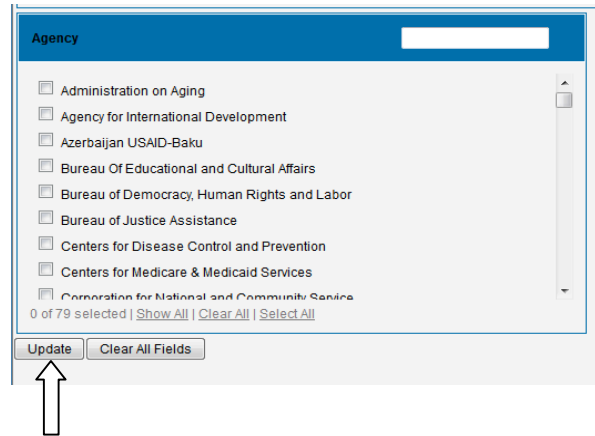 Agency
Administration on Aging
Agency for International Development
Azerbaijan USAID-Baku
Bureau Of Educational and Cultural Affairs
Bureau of Democracy, Human Rights and Labor
Bureau of Justice Assistance
Centers for Disease Control and Prevention
Centers for Medicare & Medicaid Services
Corporation for National and Community Service
0 of 79 selected | Show All | Clear All | Select All
Update Clear All Fields